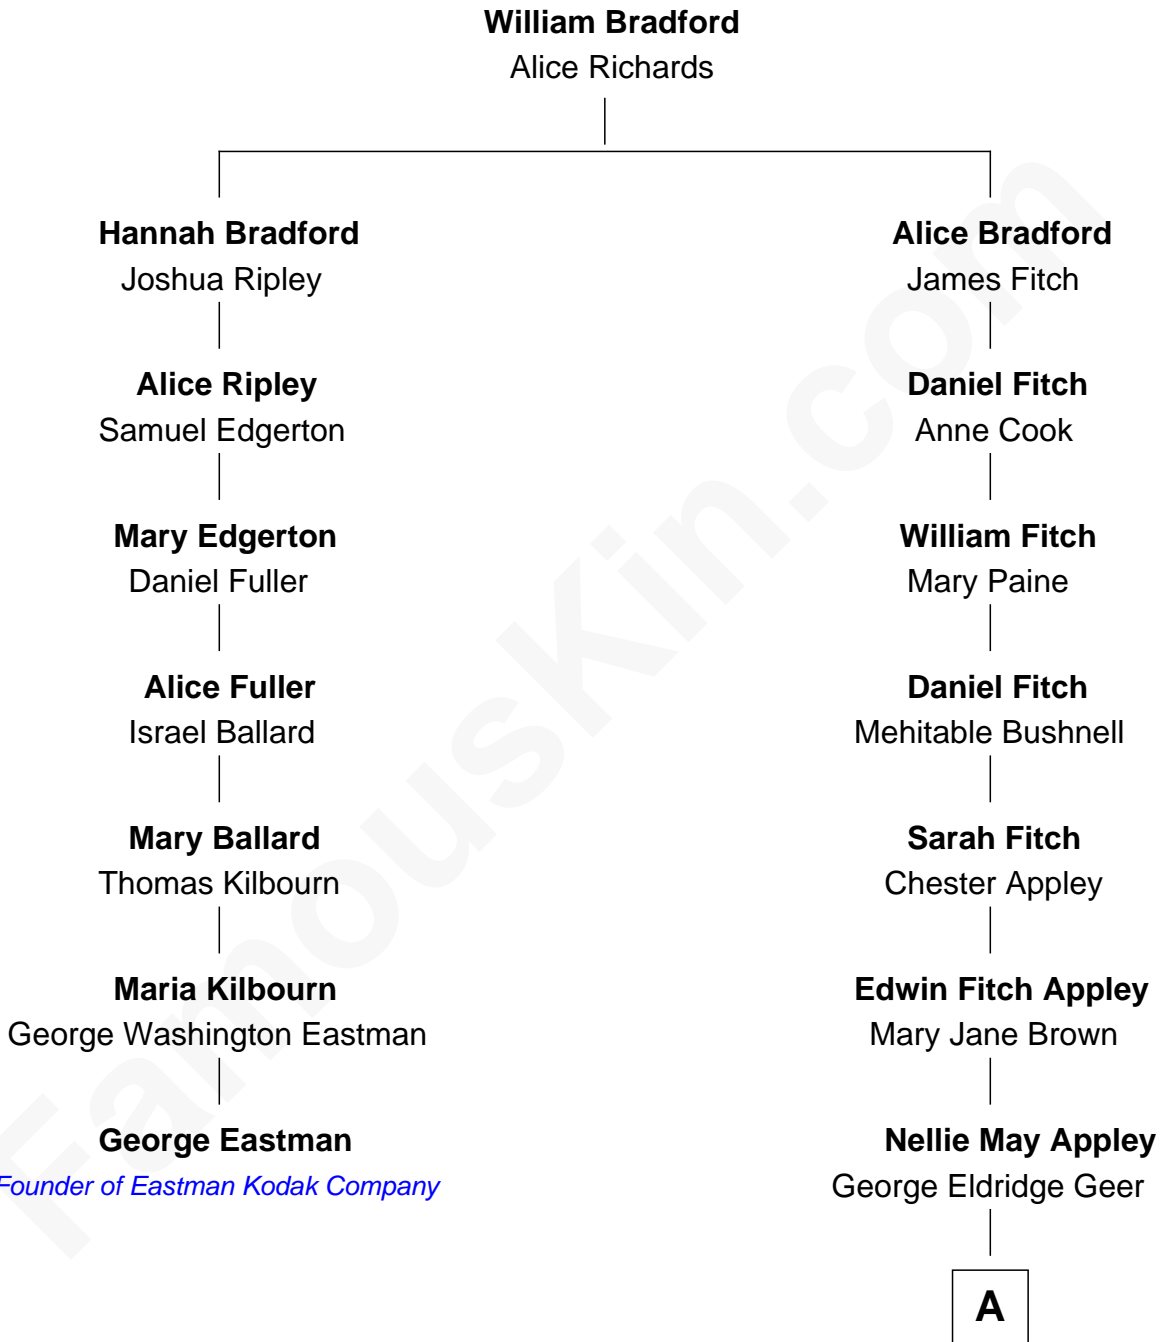 William Bradford
Alice Richards
Hannah Bradford
Joshua Ripley
Alice Bradford
James Fitch
Alice Ripley
Samuel Edgerton
Daniel Fitch
Anne Cook
Mary Edgerton
Daniel Fuller
William Fitch
Mary Paine
Alice Fuller
Israel Ballard
Daniel Fitch
Mehitable Bushnell
Mary Ballard
Thomas Kilbourn
Sarah Fitch
Chester Appley
Maria Kilbourn
George Washington Eastman
Edwin Fitch Appley
Mary Jane Brown
George Eastman
Founder of Eastman Kodak Company
Nellie May Appley
George Eldridge Geer
A
FamousKin.com